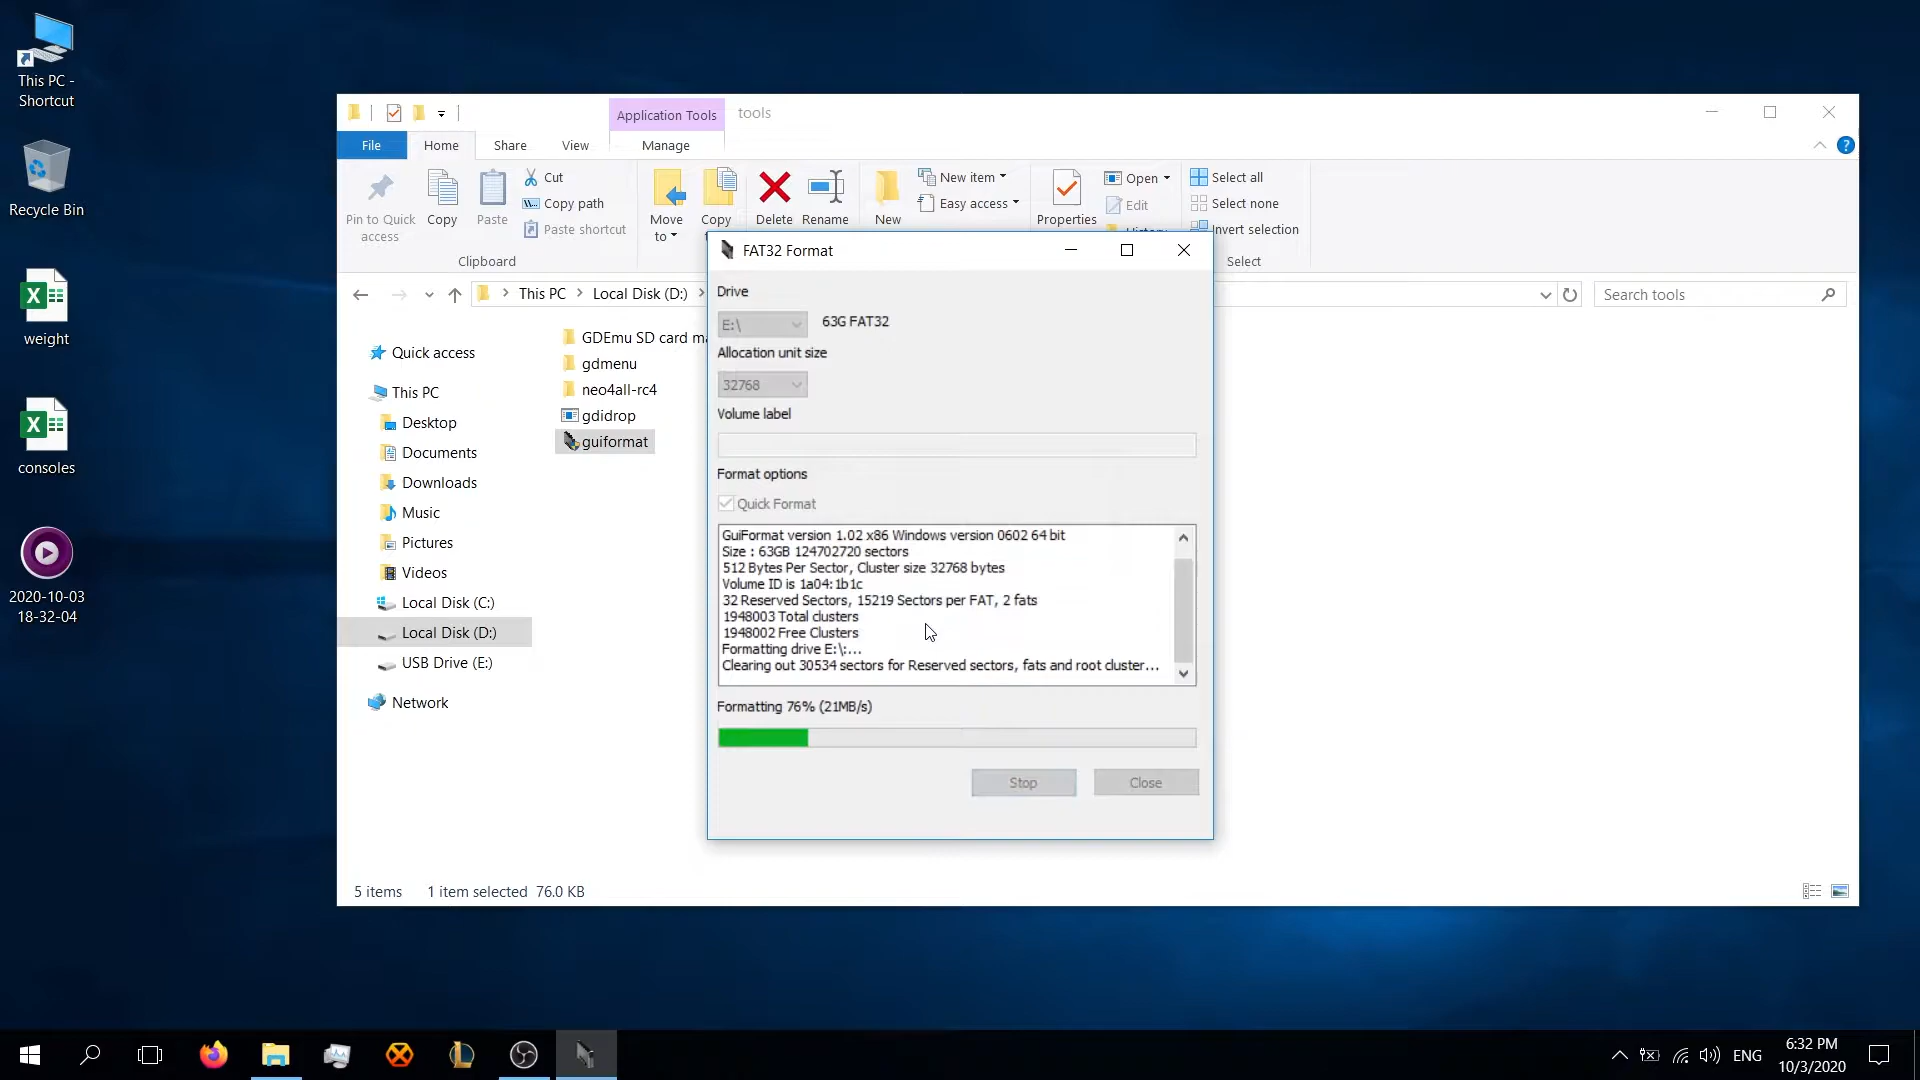 This PC -
Shortcut
Recycle Bin
weight
consoles
2020-10-03
18-32-04
Application Tools
tools
File
Home
Share
View
Manage
Pin to Quick
access
Copy
Paste
Cut
Copy path
Paste shortcut
Clipboard
Move
to
Copy
Delete
Rename
New
New item
Easy access
Properties
Open
Edit
History
Select all
Select none
Invert selection
Select
This PC
Local Disk (D:)
Search tools
Quick access
This PC
Desktop
Documents
Downloads
Music
Pictures
Videos
Local Disk (C:)
Local Disk (D:)
USB Drive (E:)
Network
GDEmu SD card ma
gdmenu
neo4all-rc4
gdidrop
guiformat
FAT32 Format
Drive
E:\
63G FAT32
Allocation unit size
32768
Volume label
Format options
Quick Format
GuiFormat version 1.02 x86 Windows version 0602 64 bit
Size : 63GB 124702720 sectors
512 Bytes Per Sector, Cluster size 32768 bytes
Volume ID is 1a04:1b1c
32 Reserved Sectors, 15219 Sectors per FAT, 2 fats
1948003 Total clusters
1948002 Free Clusters
Formatting drive E:\:...
Clearing out 30534 sectors for Reserved sectors, fats and root cluster...
Formatting 76% (21MB/s)
Stop
Close
5 items
1 item selected 76.0 KB
ENG
6:32 PM
10/3/2020